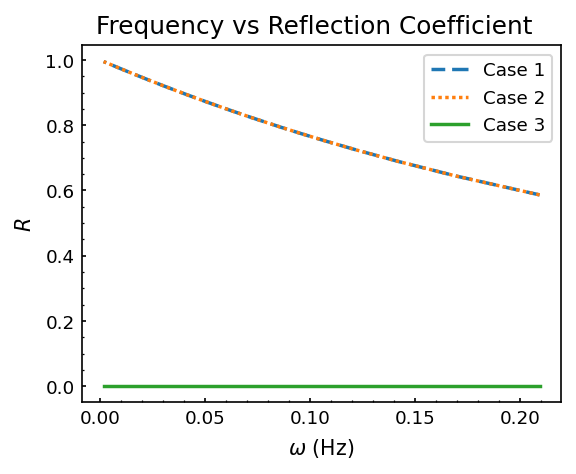 Frequency vs Reflection Coefficient
1.0
0.8
0.6
0.4
0.2
0.0
R
Case 1
Case 2
Case 3
0.00 0.05 0.10 0.15 0.20
ω (Hz)